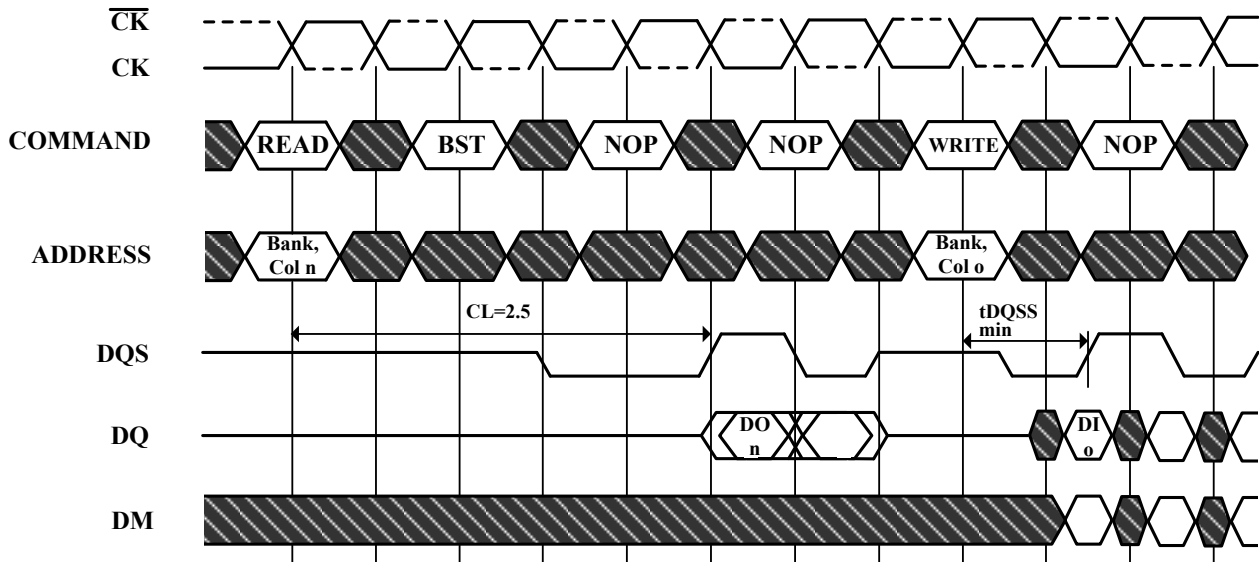 CK
CK
COMMAND
READ BST NOP NOP WRITE NOP
ADDRESS
Bank,
Col n
Bank,
Col o
CL=2.5
tDQSS
min
DQS
DQ
DO
n
DI
o
DM